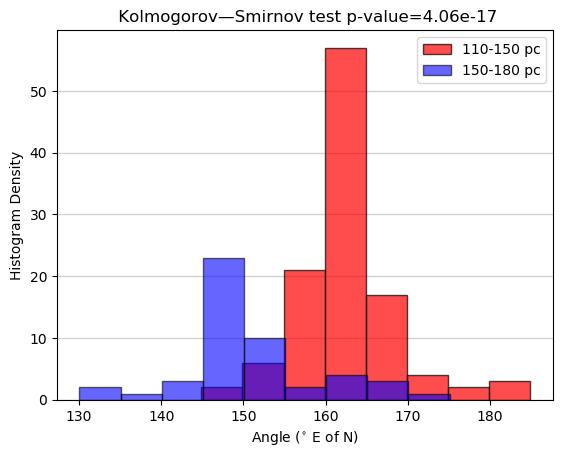 Kolmogorov—Smirnov test p-value=4.06e-17
110-150 pc
150-180 pc
Histogram Density
50
40
30
20
10
0
130 140 150 160 170 180
Angle (° E of N)